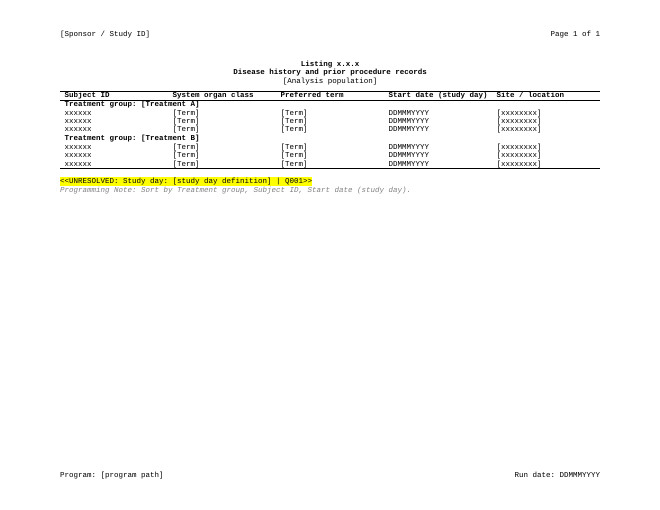 [Sponsor / Study ID] Page 1 of 1
Listing x.x.x
Disease history and prior procedure records
[Analysis population]
Subject ID System organ class Preferred term Start date (study day) Site / location
Treatment group: [Treatment A]
xxxxxx [Term] [Term] DDMMMYYYY [xxxxxxxx]
xxxxxx [Term] [Term] DDMMMYYYY [xxxxxxxx]
xxxxxx [Term] [Term] DDMMMYYYY [xxxxxxxx]
Treatment group: [Treatment B]
xxxxxx [Term] [Term] DDMMMYYYY [xxxxxxxx]
xxxxxx [Term] [Term] DDMMMYYYY [xxxxxxxx]
xxxxxx [Term] [Term] DDMMMYYYY [xxxxxxxx]
<<UNRESOLVED: Study day: [study day definition] | Q001>>
Programming Note: Sort by Treatment group, Subject ID, Start date (study day).
Program: [program path] Run date: DDMMMYYYY